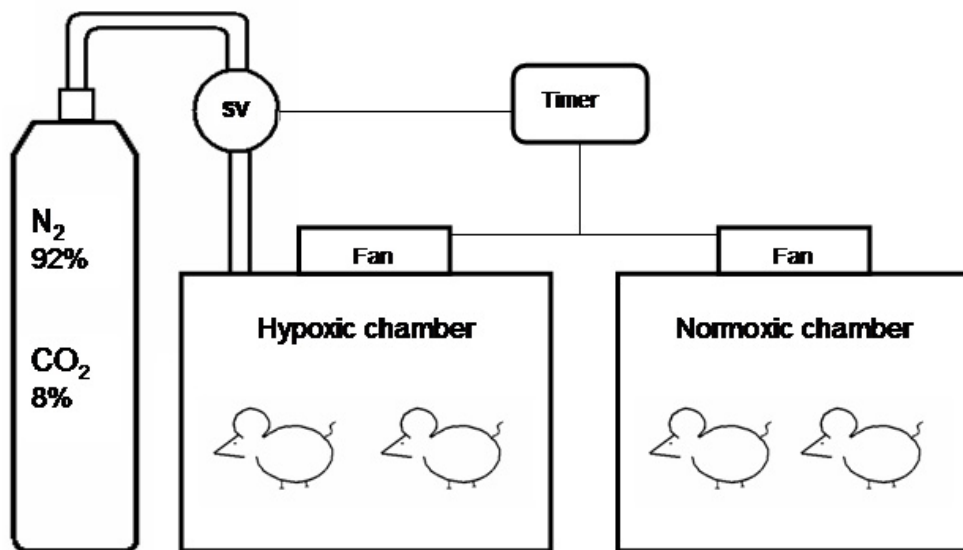 SV
Timer
N₂
92%
Fan
Fan
Hypoxic chamber
Normoxic chamber
CO₂
8%